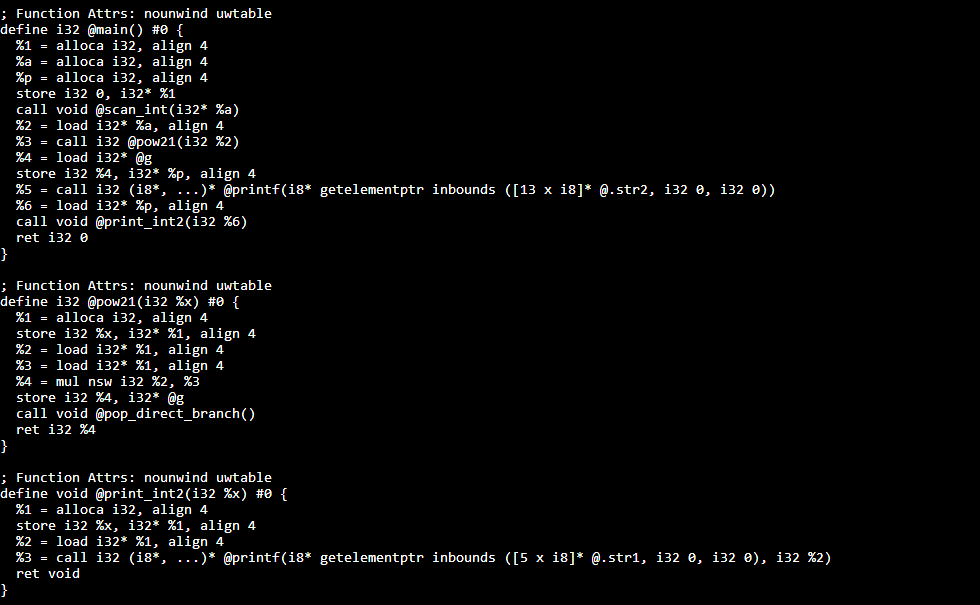 ; Function Attrs: nounwind uwtable
define i32 @main() #0 {
  %1 = alloca i32, align 4
  %a = alloca i32, align 4
  %p = alloca i32, align 4
  store i32 0, i32* %1
  call void @scan_int(i32* %a)
  %2 = load i32* %a, align 4
  %3 = call i32 @pow21(i32 %2)
  %4 = load i32* @g
  store i32 %4, i32* %p, align 4
  %5 = call i32 (i8*, ...)* @printf(i8* getelementptr inbounds ([13 x i8]* @.str2, i32 0, i32 0))
  %6 = load i32* %p, align 4
  call void @print_int2(i32 %6)
  ret i32 0
}

; Function Attrs: nounwind uwtable
define i32 @pow21(i32 %x) #0 {
  %1 = alloca i32, align 4
  store i32 %x, i32* %1, align 4
  %2 = load i32* %1, align 4
  %3 = load i32* %1, align 4
  %4 = mul nsw i32 %2, %3
  store i32 %4, i32* @g
  call void @pop_direct_branch()
  ret i32 %4
}

; Function Attrs: nounwind uwtable
define void @print_int2(i32 %x) #0 {
  %1 = alloca i32, align 4
  store i32 %x, i32* %1, align 4
  %2 = load i32* %1, align 4
  %3 = call i32 (i8*, ...)* @printf(i8* getelementptr inbounds ([5 x i8]* @.str1, i32 0, i32 0), i32 %2)
  ret void
}